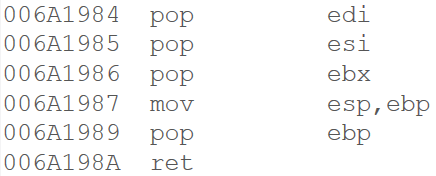 006A1984 pop edi
006A1985 pop esi
006A1986 pop ebx
006A1987 mov esp,ebp
006A1989 pop ebp
006A198A ret